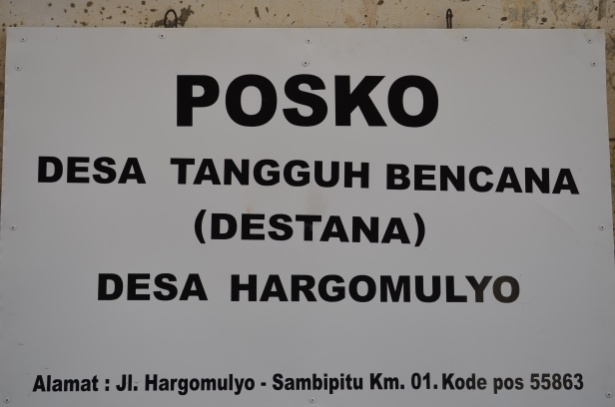 POSKO
DESA TANGGUH BENCANA
(DESTANA)
DESA HARGOMULYO
Alamat : Jl. Hargomulyo - Sambipitu Km. 01. Kode pos 55863